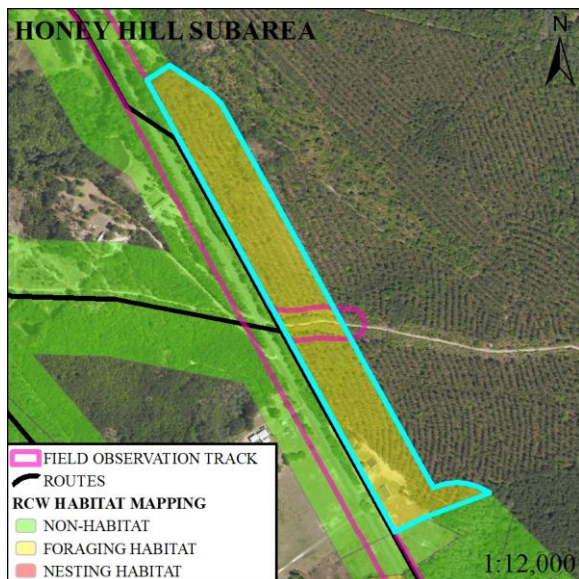 HONEY HILL SUBAREA
N
FIELD OBSERVATION TRACK
ROUTES
RCW HABITAT MAPPING
NON-HABITAT
FORAGING HABITAT
NESTING HABITAT
1:12,000